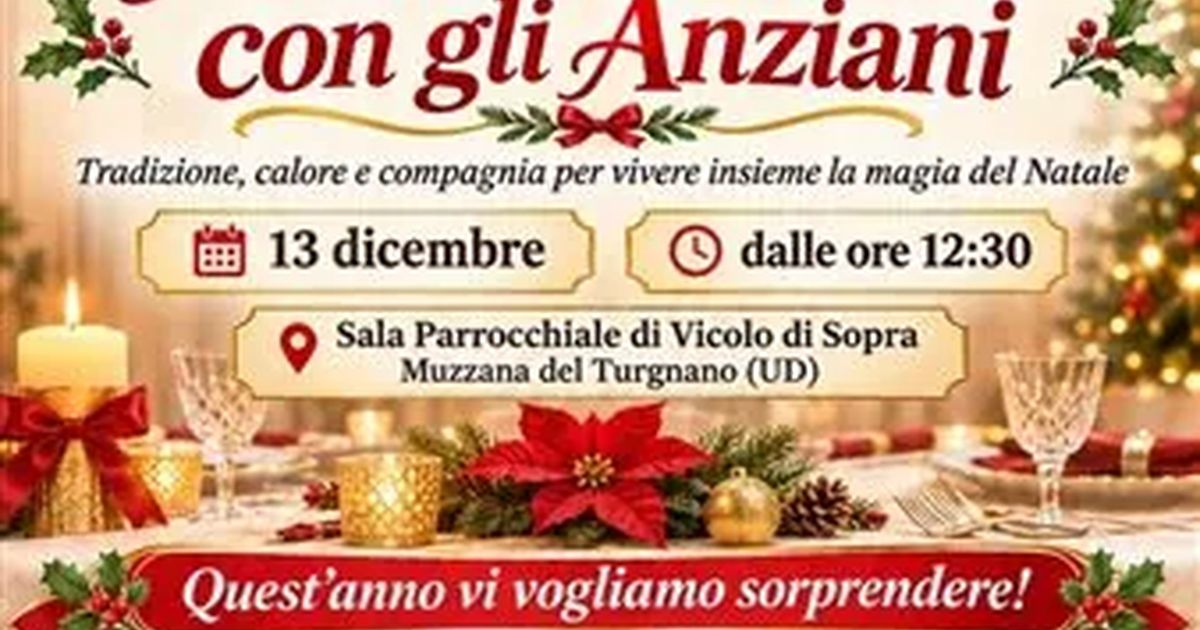 con gli Anziani
Tradizione, calore e compagnia per vivere insieme la magia del Natale
13 dicembre
dalle ore 12:30
Sala Parrocchiale di Vicolo di Sopra
Muzzana del Turgnano (UD)
Quest'anno vi vogliamo sorprendere!